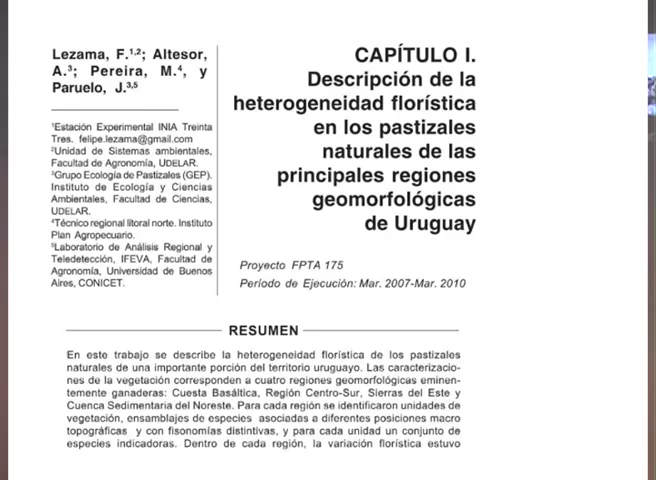 Lezama, F.¹,²; Altesor,
A.³; Pereira, M.⁴, y
Paruelo, J.³,⁵
¹Estación Experimental INIA Treinta
Tres. felipe.lezama@gmail.com
²Unidad de Sistemas ambientales,
Facultad de Agronomía, UDELAR.
³Grupo Ecología de Pastizales (GEP).
Instituto de Ecología y Ciencias
Ambientales, Facultad de Ciencias,
UDELAR.
⁴Técnico regional litoral norte. Instituto
Plan Agropecuario.
⁵Laboratorio de Análisis Regional y
Teledetección, IFEVA, Facultad de
Agronomía, Universidad de Buenos
Aires, CONICET.
CAPÍTULO I.
Descripción de la
heterogeneidad florística
en los pastizales
naturales de las
principales regiones
geomorfológicas
de Uruguay
Proyecto FPTA 175
Período de Ejecución: Mar. 2007-Mar. 2010
RESUMEN
En este trabajo se describe la heterogeneidad florística de los pastizales
naturales de una importante porción del territorio uruguayo. Las caracterizacio-
nes de la vegetación corresponden a cuatro regiones geomorfológicas eminen-
temente ganaderas: Cuesta Basáltica, Región Centro-Sur, Sierras del Este y
Cuenca Sedimentaria del Noreste. Para cada región se identificaron unidades de
vegetación, ensamblajes de especies asociadas a diferentes posiciones macro
topográficas y con fisonomías distintivas, y para cada unidad un conjunto de
especies indicadoras. Dentro de cada región, la variación florística estuvo